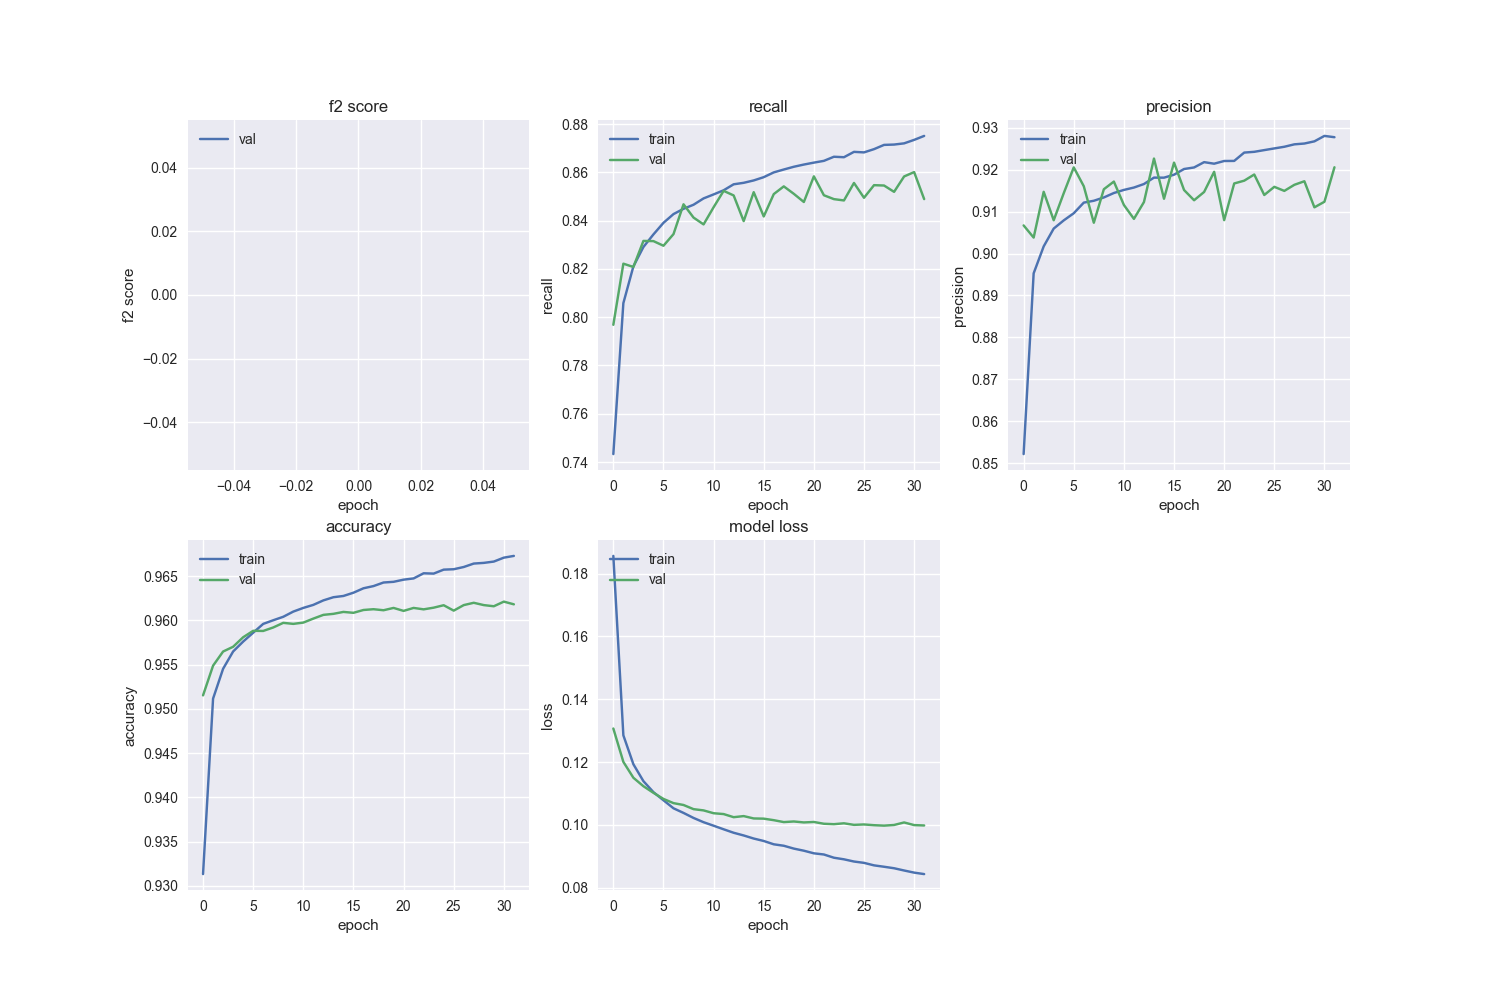 f2 score
val
0.04
0.02
0.00
−0.02
−0.04
f2 score
−0.04 −0.02 0.00 0.02 0.04
epoch
recall
train
val
0.88
0.86
0.84
0.82
0.80
0.78
0.76
0.74
recall
0 5 10 15 20 25 30
epoch
precision
train
val
0.93
0.92
0.91
0.90
0.89
0.88
0.87
0.86
0.85
precision
0 5 10 15 20 25 30
epoch
accuracy
train
val
0.965
0.960
0.955
0.950
0.945
0.940
0.935
0.930
accuracy
0 5 10 15 20 25 30
epoch
model loss
train
val
0.18
0.16
0.14
0.12
0.10
0.08
loss
0 5 10 15 20 25 30
epoch